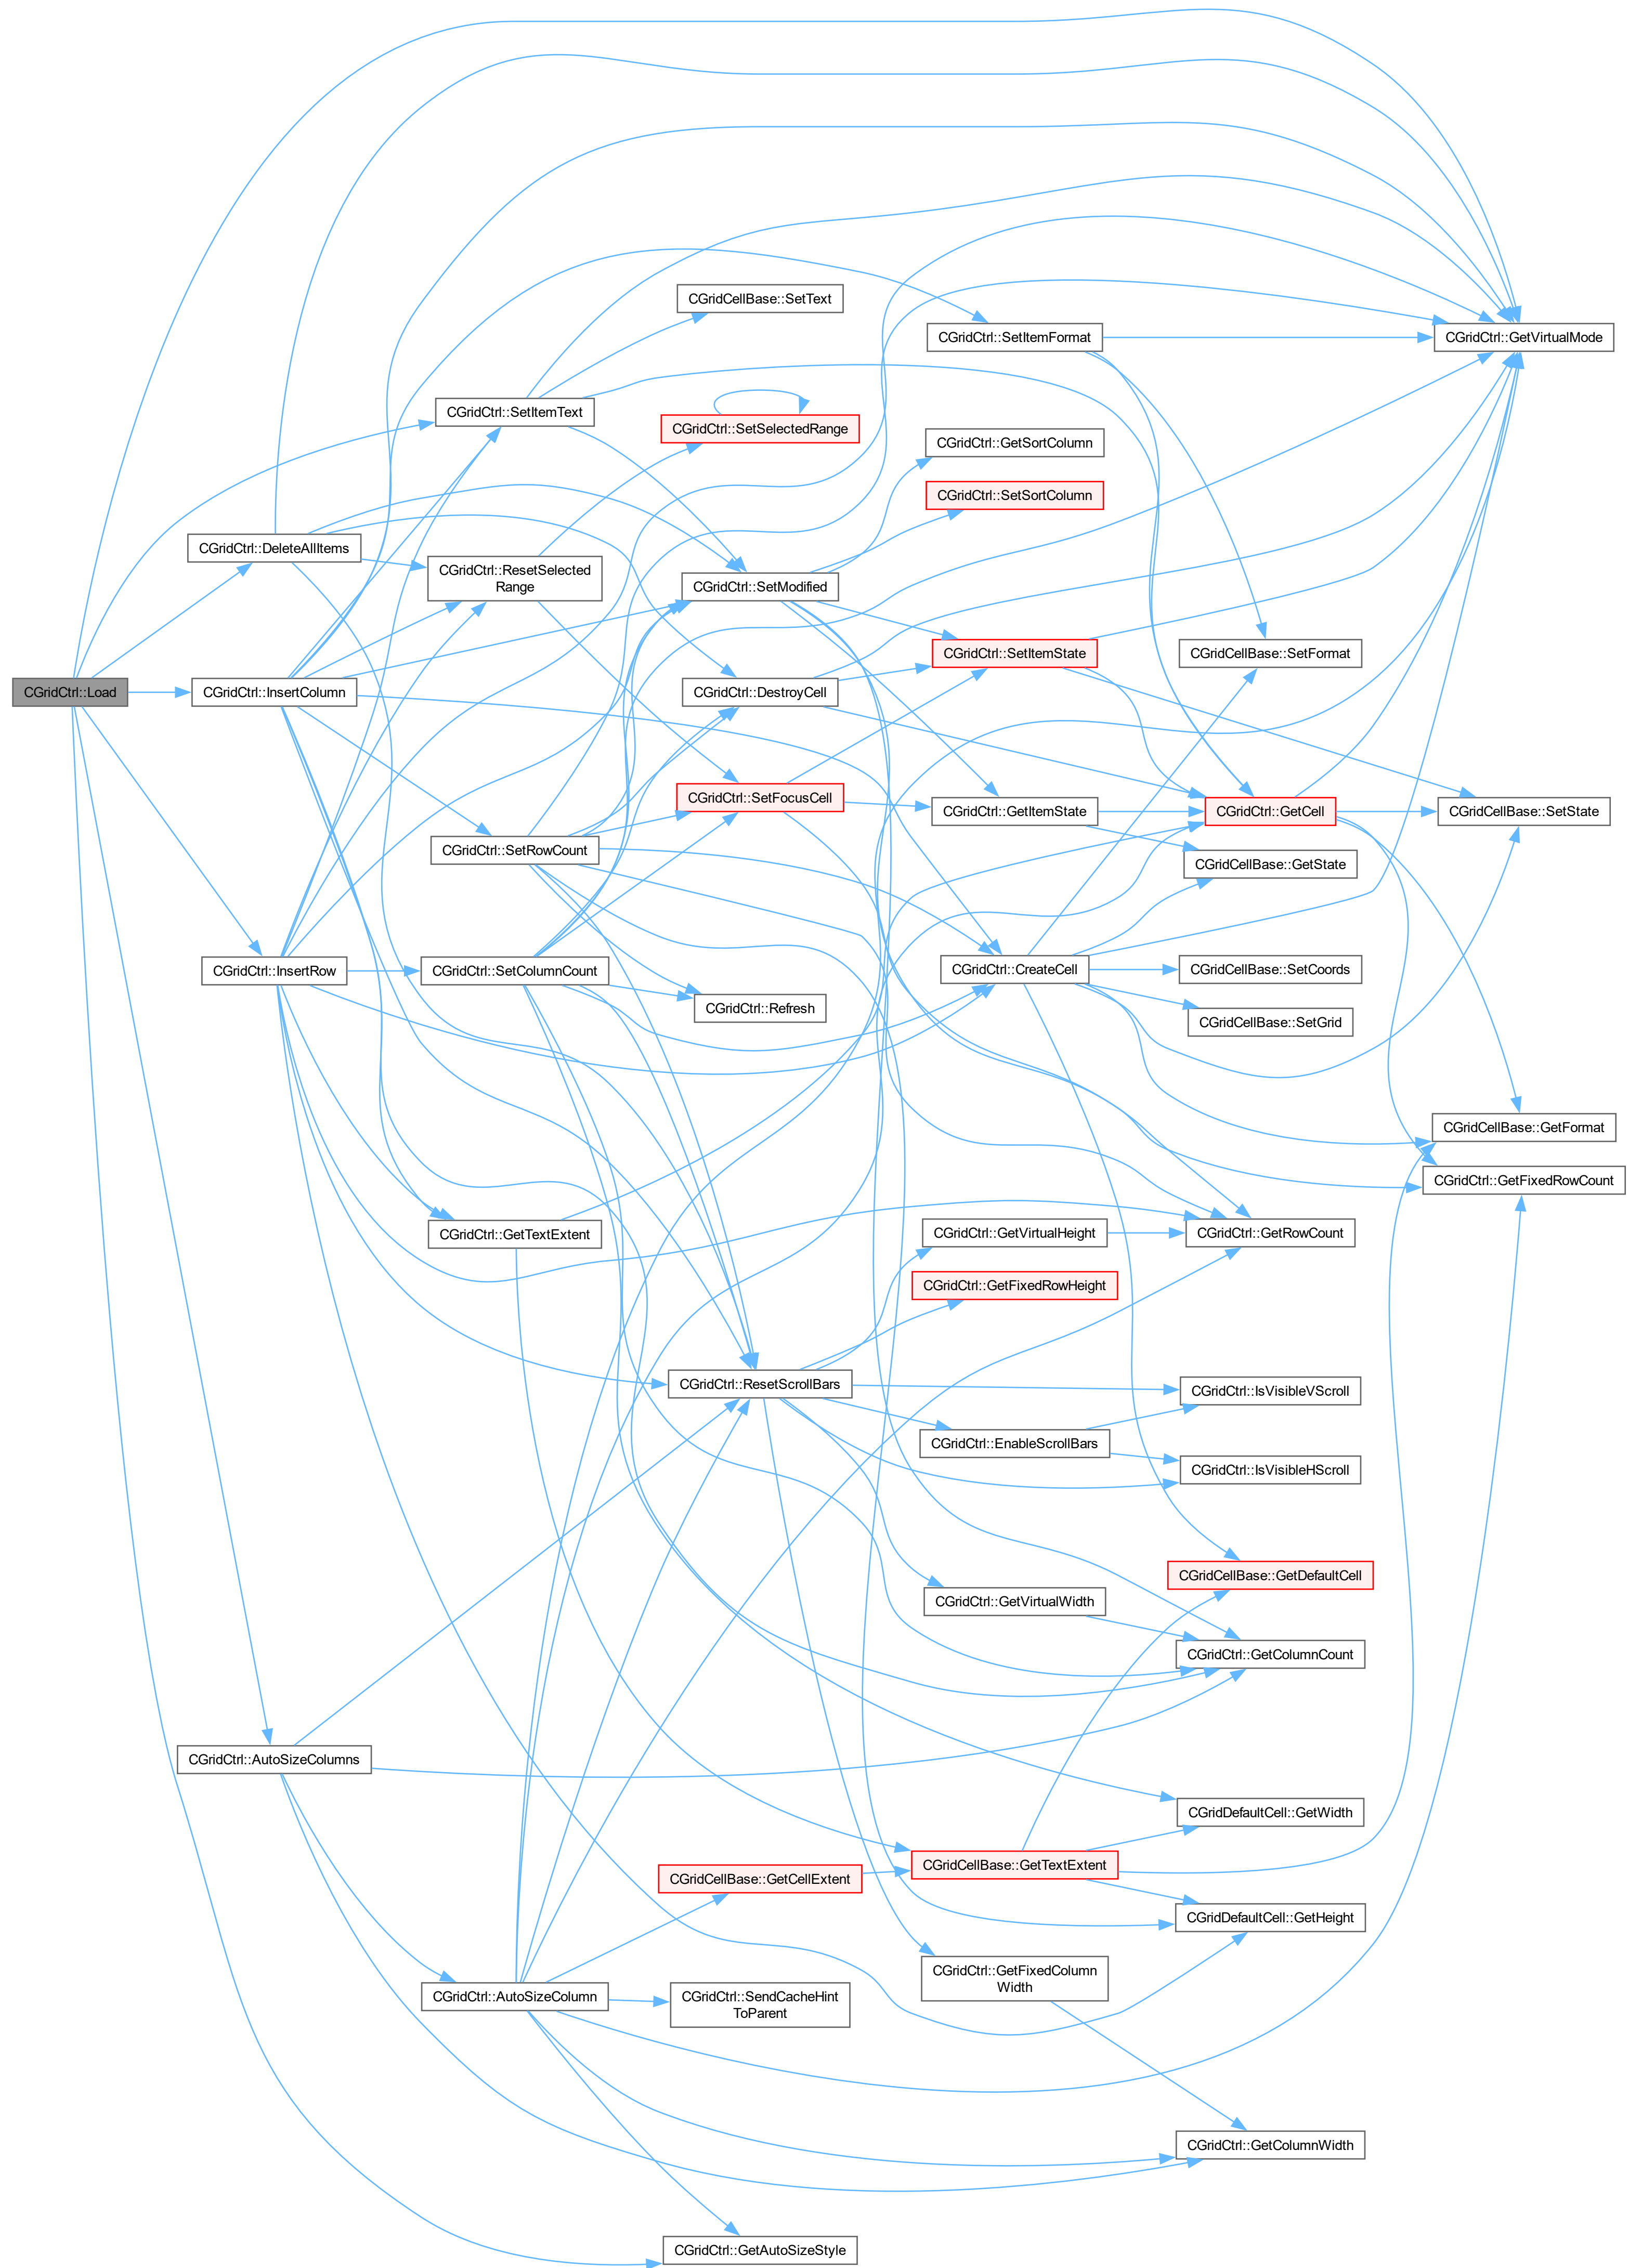 CGridCellBase::SetText
CGridCtrl::SetItemFormat
CGridCtrl::GetVirtualMode
CGridCtrl::SetItemText
CGridCtrl::SetSelectedRange
CGridCtrl::GetSortColumn
CGridCtrl::SetSortColumn
CGridCtrl::DeleteAllItems
CGridCtrl::ResetSelected
Range
CGridCtrl::SetModified
CGridCtrl::SetItemState
CGridCellBase::SetFormat
CGridCtrl::Load
CGridCtrl::InsertColumn
CGridCtrl::DestroyCell
CGridCtrl::SetFocusCell
CGridCtrl::GetItemState
CGridCtrl::GetCell
CGridCellBase::SetState
CGridCtrl::SetRowCount
CGridCellBase::GetState
CGridCtrl::InsertRow
CGridCtrl::SetColumnCount
CGridCtrl::CreateCell
CGridCellBase::SetCoords
CGridCtrl::Refresh
CGridCellBase::SetGrid
CGridCellBase::GetFormat
CGridCtrl::GetFixedRowCount
CGridCtrl::GetTextExtent
CGridCtrl::GetVirtualHeight
CGridCtrl::GetRowCount
CGridCtrl::GetFixedRowHeight
CGridCtrl::ResetScrollBars
CGridCtrl::IsVisibleVScroll
CGridCtrl::EnableScrollBars
CGridCtrl::IsVisibleHScroll
CGridCellBase::GetDefaultCell
CGridCtrl::GetVirtualWidth
CGridCtrl::GetColumnCount
CGridCtrl::AutoSizeColumns
CGridDefaultCell::GetWidth
CGridCellBase::GetTextExtent
CGridCellBase::GetCellExtent
CGridDefaultCell::GetHeight
CGridCtrl::GetFixedColumn
Width
CGridCtrl::AutoSizeColumn
CGridCtrl::SendCacheHint
ToParent
CGridCtrl::GetColumnWidth
CGridCtrl::GetAutoSizeStyle